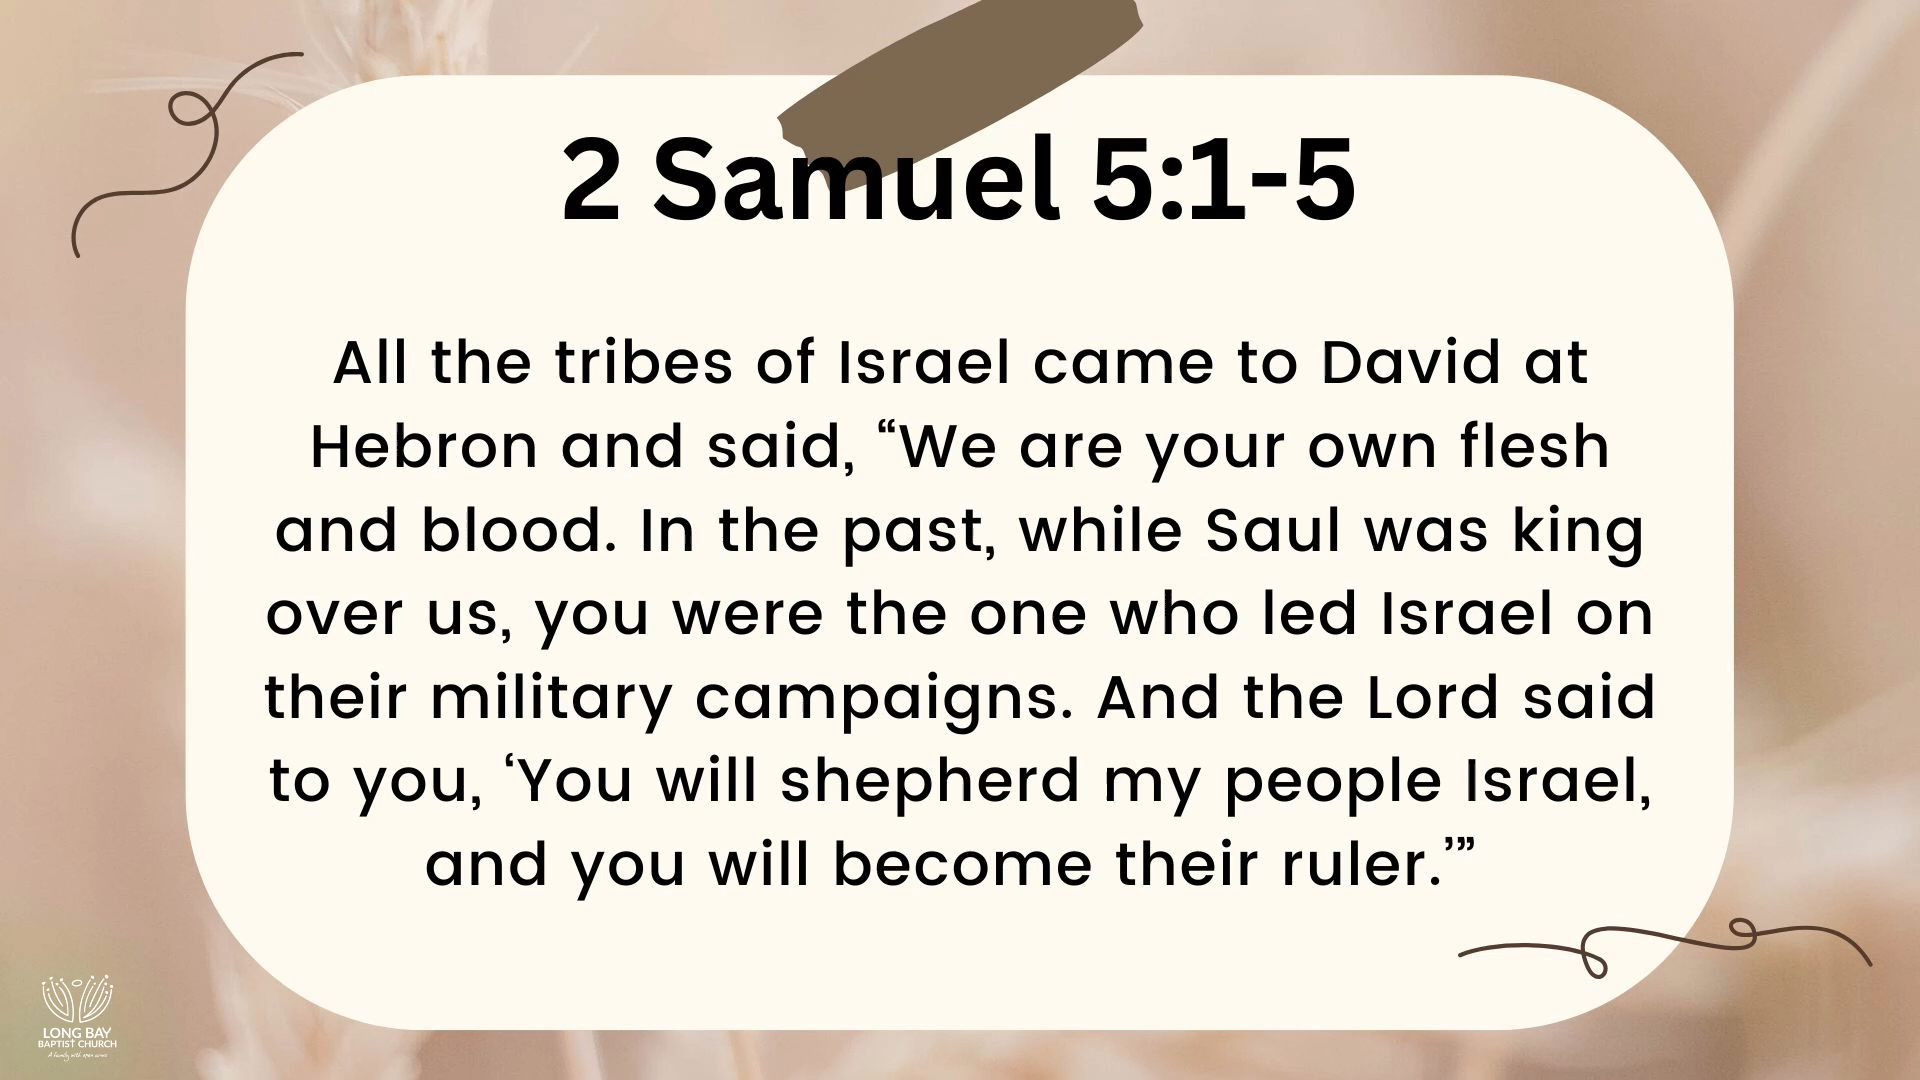 2 Samuel 5:1-5
All the tribes of Israel came to David at
Hebron and said, “We are your own flesh
and blood. In the past, while Saul was king
over us, you were the one who led Israel on
their military campaigns. And the Lord said
to you, ‘You will shepherd my people Israel,
and you will become their ruler.’”
LONG BAY
BAPTIST CHURCH
A family with open arms